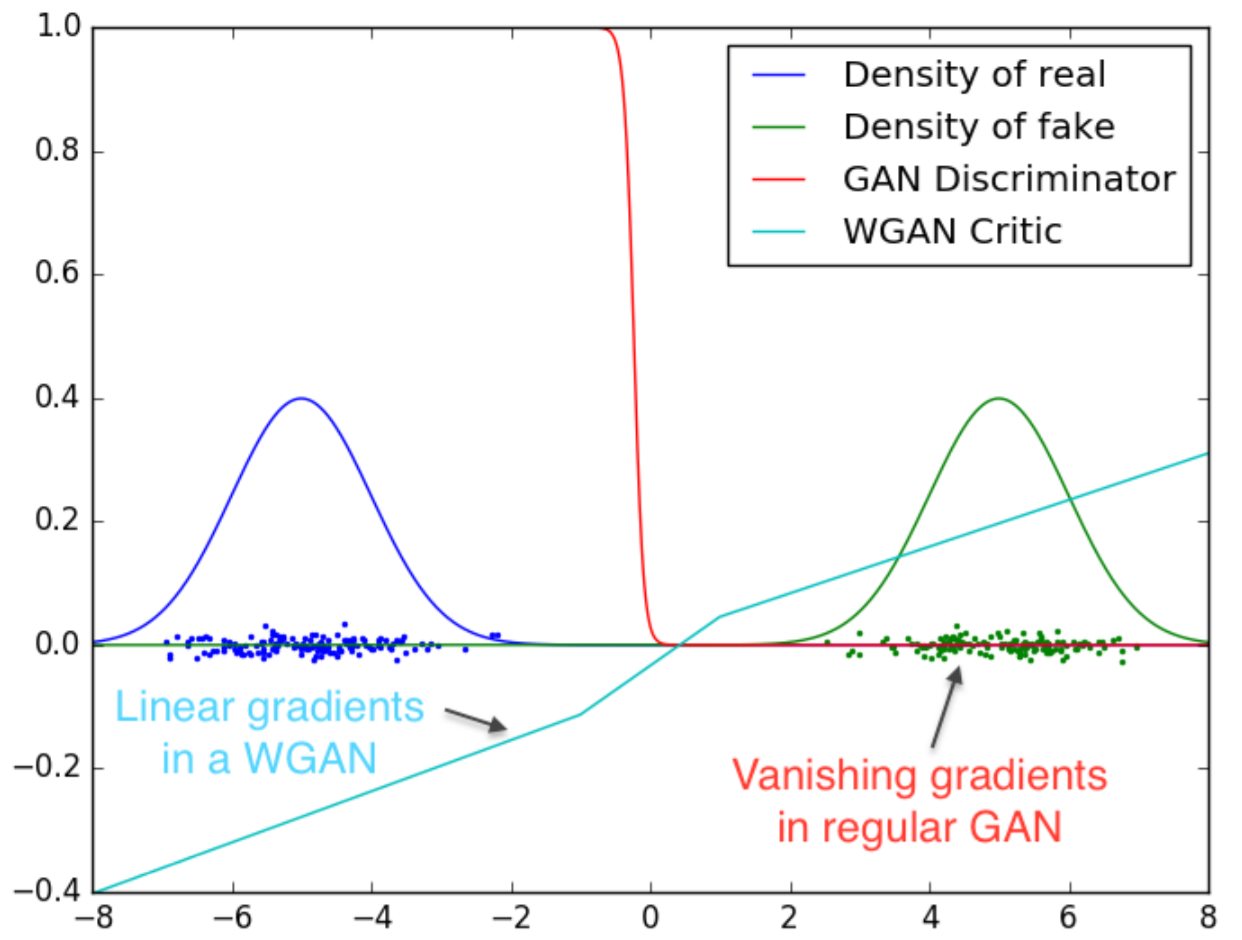 1.0
0.8
0.6
0.4
0.2
0.0
−0.2
−0.4
Density of real
Density of fake
GAN Discriminator
WGAN Critic
Linear gradients
in a WGAN
Vanishing gradients
in regular GAN
−8 −6 −4 −2 0 2 4 6 8